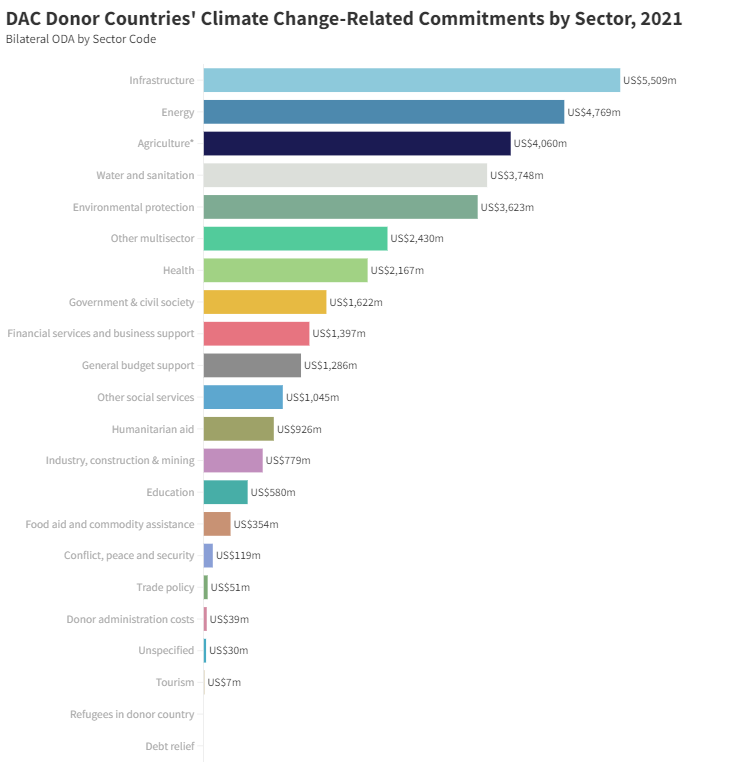 DAC Donor Countries' Climate Change-Related Commitments by Sector, 2021
Bilateral ODA by Sector Code
Infrastructure US$5,509m
Energy US$4,769m
Agriculture* US$4,060m
Water and sanitation US$3,748m
Environmental protection US$3,623m
Other multisector US$2,430m
Health US$2,167m
Government & civil society US$1,622m
Financial services and business support US$1,397m
General budget support US$1,286m
Other social services US$1,045m
Humanitarian aid US$926m
Industry, construction & mining US$779m
Education US$580m
Food aid and commodity assistance US$354m
Conflict, peace and security US$119m
Trade policy US$51m
Donor administration costs US$39m
Unspecified US$30m
Tourism US$7m
Refugees in donor country
Debt relief